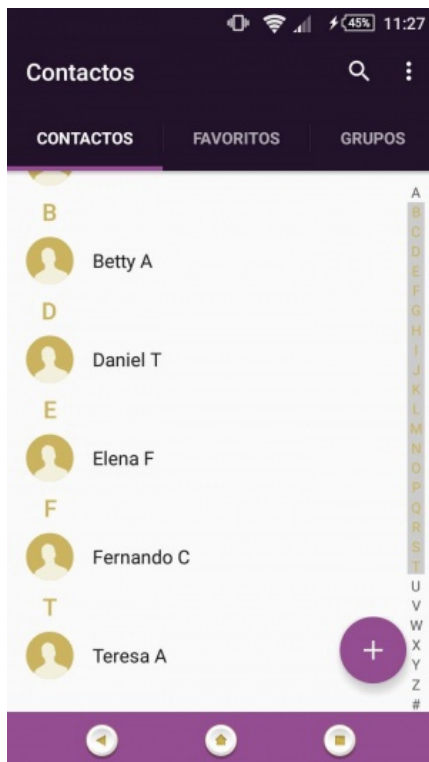 45% 11:27
Contactos
CONTACTOS FAVORITOS GRUPOS
B
Betty A
D
Daniel T
E
Elena F
F
Fernando C
T
Teresa A
A
B
C
D
E
F
G
H
I
J
K
L
M
N
O
P
Q
R
S
T
U
V
W
X
Y
Z
#